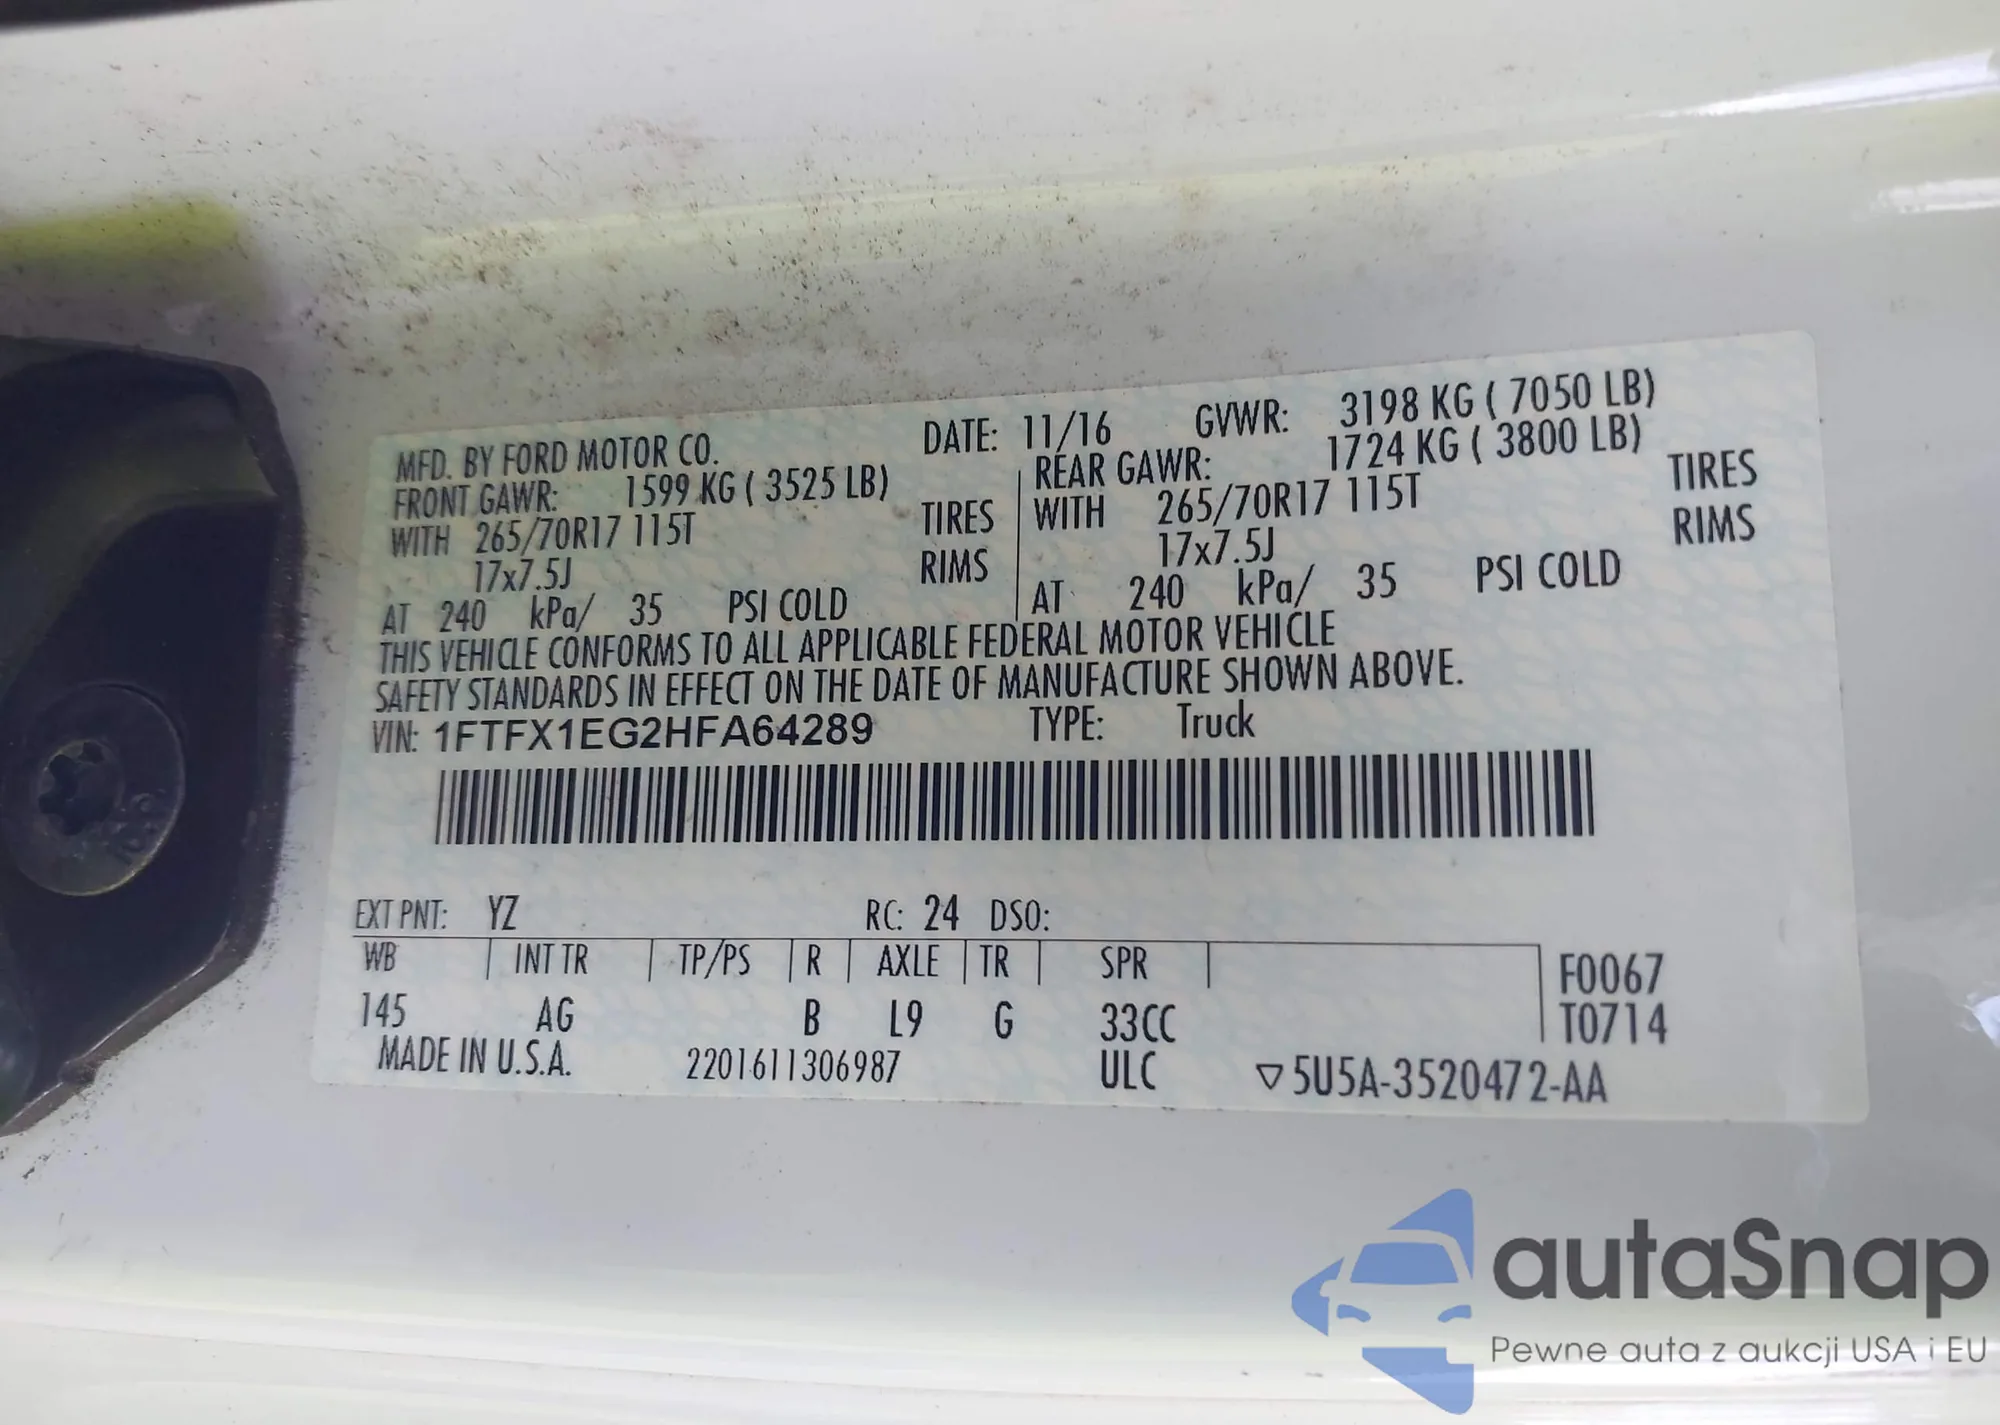 MFD. BY FORD MOTOR CO. DATE: 11/16 GVWR: 3198 KG ( 7050 LB)
FRONT GAWR: 1599 KG ( 3525 LB) REAR GAWR: 1724 KG ( 3800 LB)
WITH 265/70R17 115T TIRES WITH 265/70R17 115T TIRES
17x7.5J RIMS 17x7.5J RIMS
AT 240 kPa/ 35 PSI COLD AT 240 kPa/ 35 PSI COLD
THIS VEHICLE CONFORMS TO ALL APPLICABLE FEDERAL MOTOR VEHICLE
SAFETY STANDARDS IN EFFECT ON THE DATE OF MANUFACTURE SHOWN ABOVE.
VIN: 1FTFX1EG2HFA64289 TYPE: Truck
EXT PNT: YZ RC: 24 DSO:
WB INT TR TP/PS R AXLE TR SPR F0067
145 AG B L9 G 33CC T0714
MADE IN U.S.A. 2201611306987 ULC ▽5U5A-3520472-AA
10.9
autaSnap
Pewne auta z aukcji USA i EU